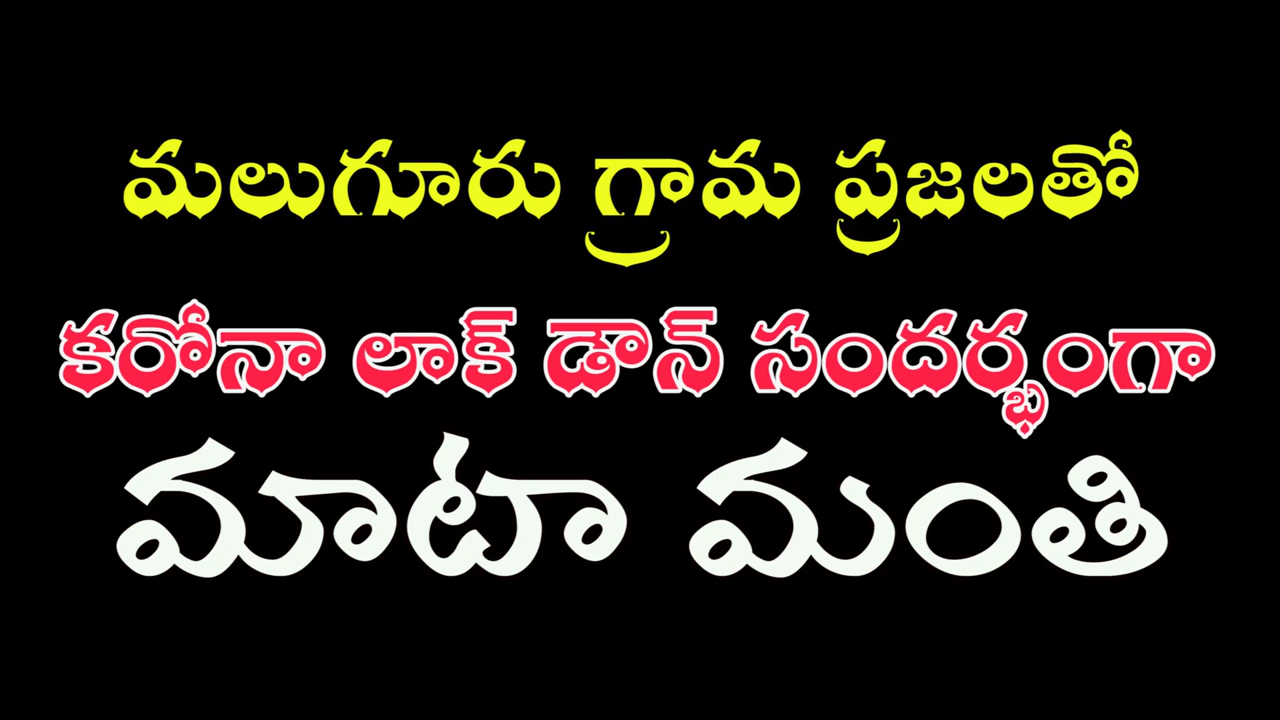 మలుగూరు గ్రామ ప్రజలతో
కరోనా లాక్ డౌన్ సందర్భంగా
మాటా మంతి